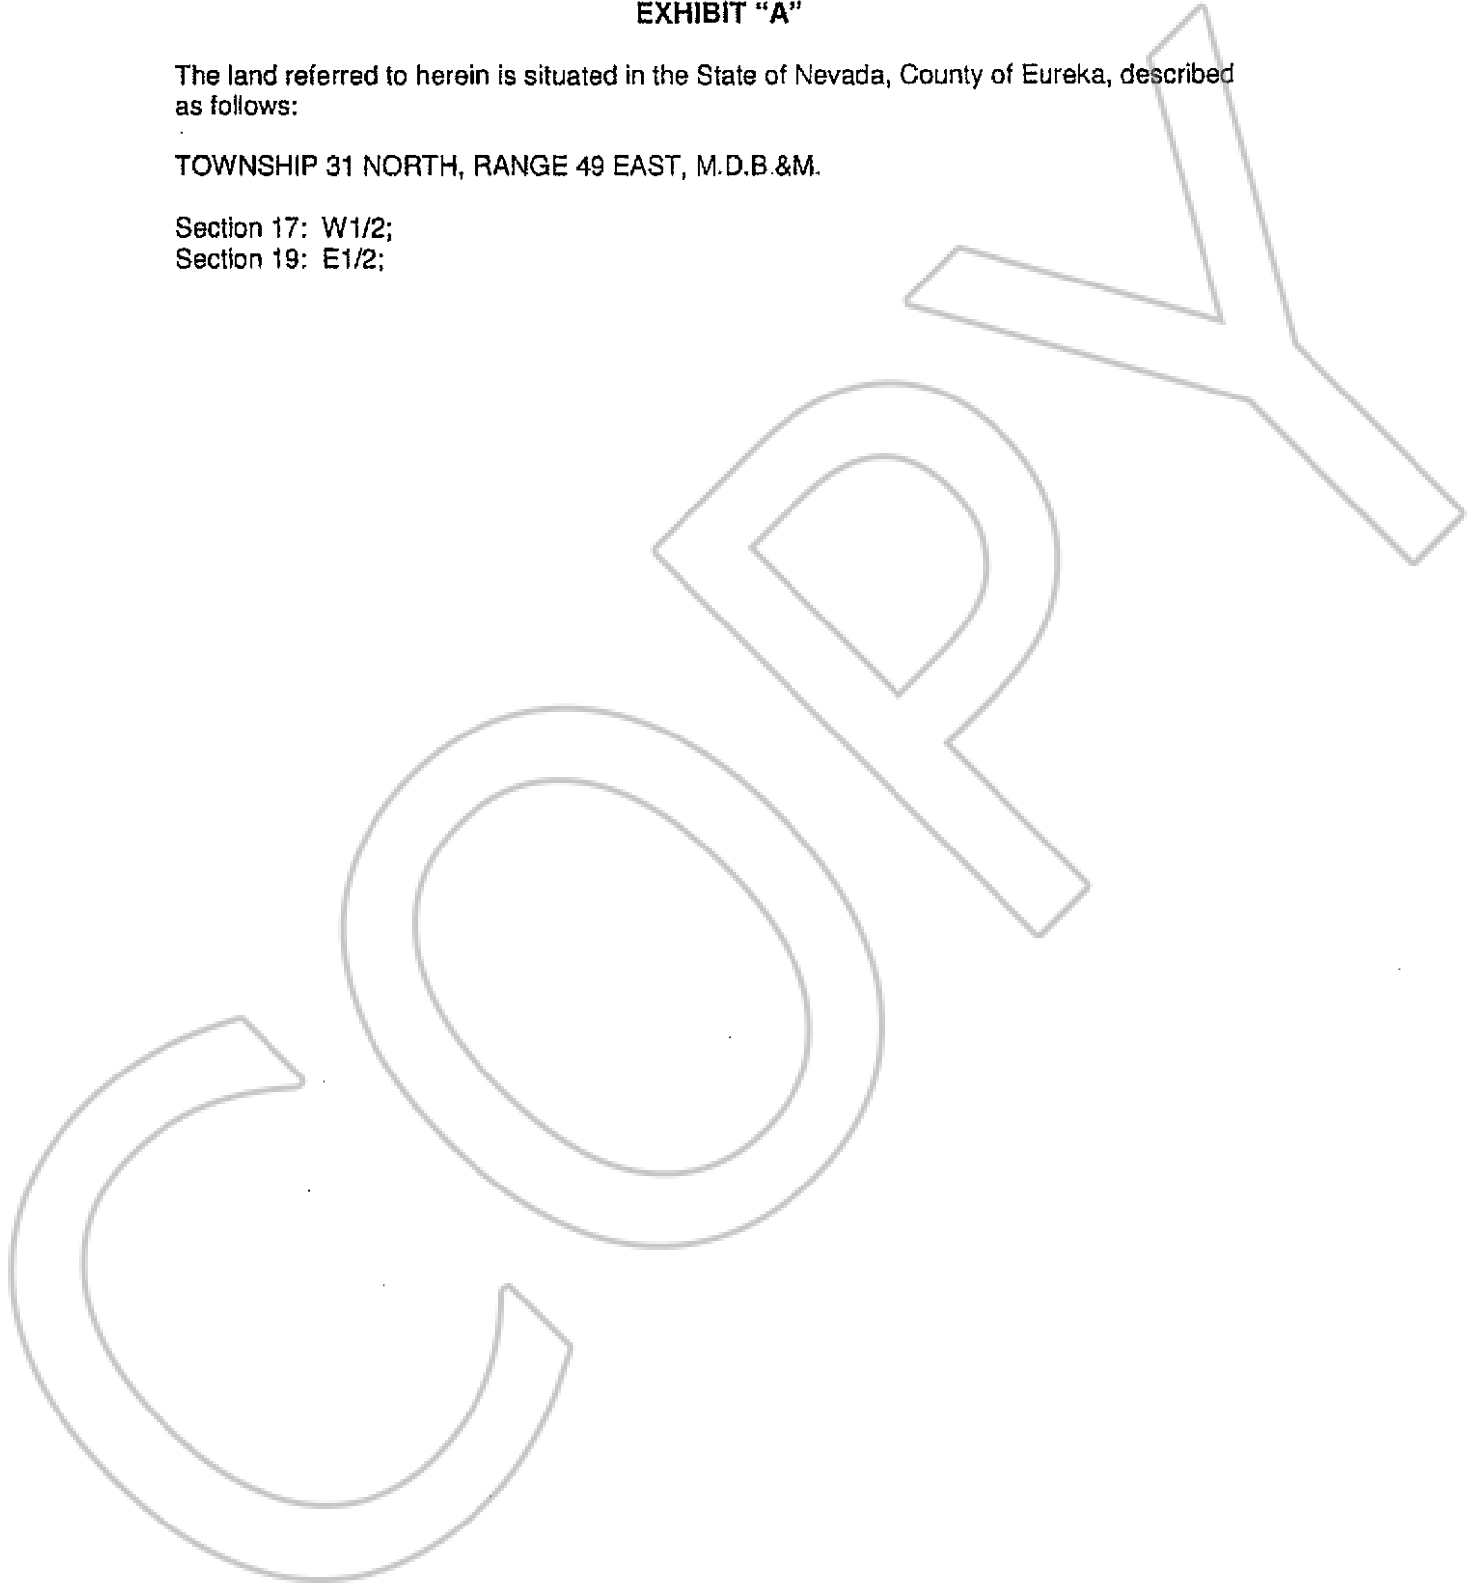 EXHIBIT “A”
The land referred to herein is situated in the State of Nevada, County of Eureka, described
as follows:
TOWNSHIP 31 NORTH, RANGE 49 EAST, M.D.B.&M.
Section 17: W1/2;
Section 19: E1/2;
COPY